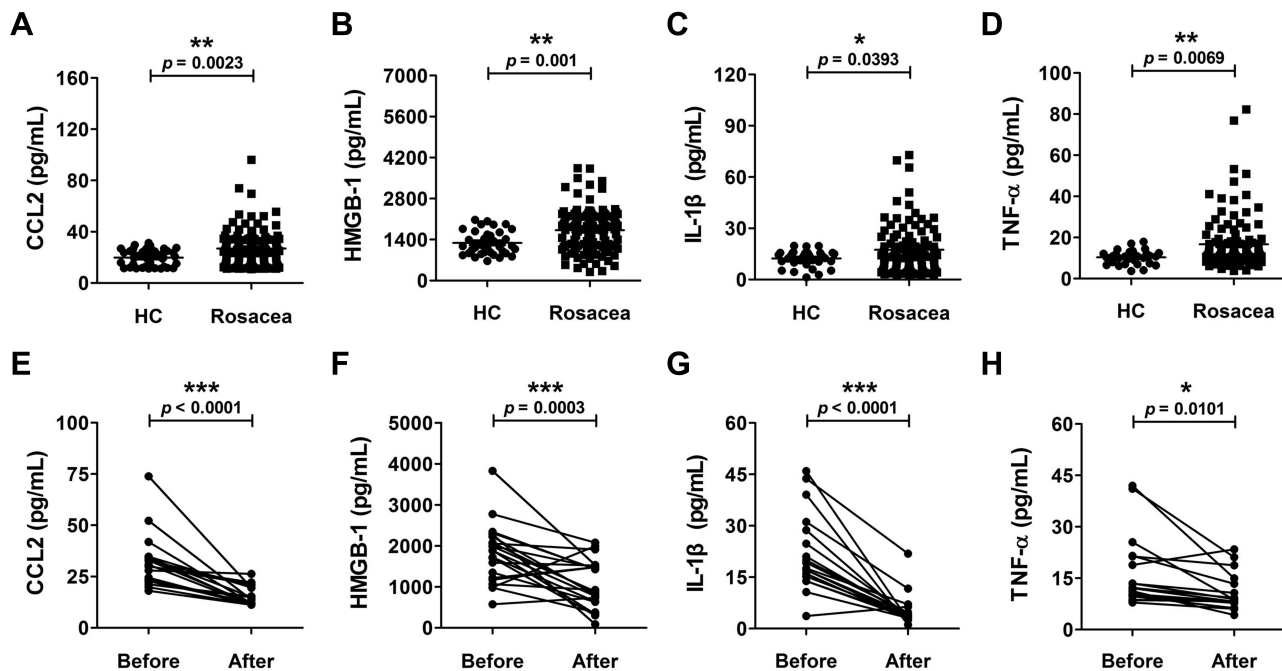 A
**
p = 0.0023
CCL2 (pg/mL)
160
120
80
40
0
HC
Rosacea
B
**
p = 0.001
HMGB-1 (pg/mL)
7000
5600
4200
2800
1400
0
HC
Rosacea
C
*
p = 0.0393
IL-1β (pg/mL)
120
90
60
30
0
HC
Rosacea
D
**
p = 0.0069
TNF-α (pg/mL)
100
80
60
40
20
0
HC
Rosacea
E
***
p < 0.0001
CCL2 (pg/mL)
100
75
50
25
0
Before
After
F
***
p = 0.0003
HMGB-1 (pg/mL)
5000
4000
3000
2000
1000
0
Before
After
G
***
p < 0.0001
IL-1β (pg/mL)
60
45
30
15
0
Before
After
H
*
p = 0.0101
TNF-α (pg/mL)
60
45
30
15
0
Before
After